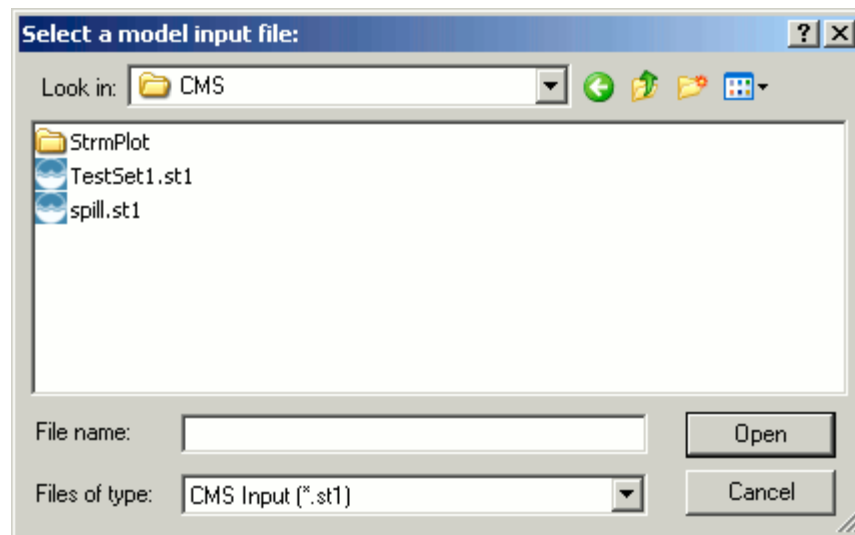 Select a model input file:
Look in: CMS
StrmPlot
TestSet1.st1
spill.st1
File name:
Open
Files of type: CMS Input (*.st1)
Cancel